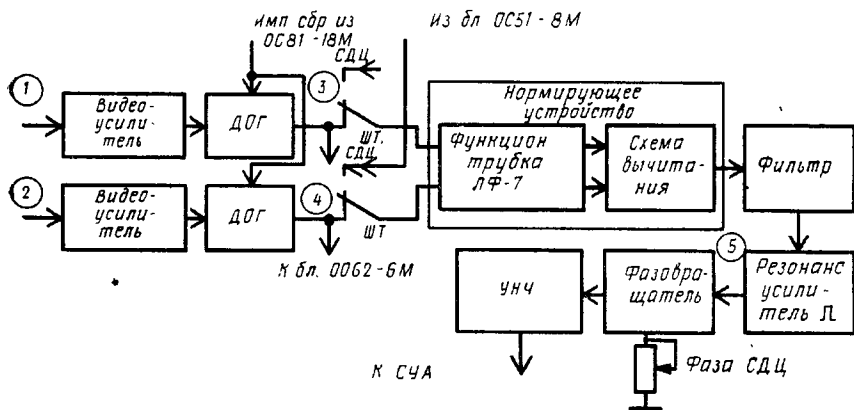 Имп сбр из
ОС81-18М
Из бл ОС51-8М
СДЦ
1
3
Нормирующее
устройство
Видео-
усили-
тель
ДОГ
ШТ.
СДЦ
Функцион
трубка
ЛФ-7
Схема
вычита-
ния
Фильтр
2
4
Видео-
усили-
тель
ДОГ
ШТ
К бл. ОО62-6М
5
УНЧ
Фазовра-
щатель
Резонанс
усили-
тель П
К СУА
Фаза СДЦ